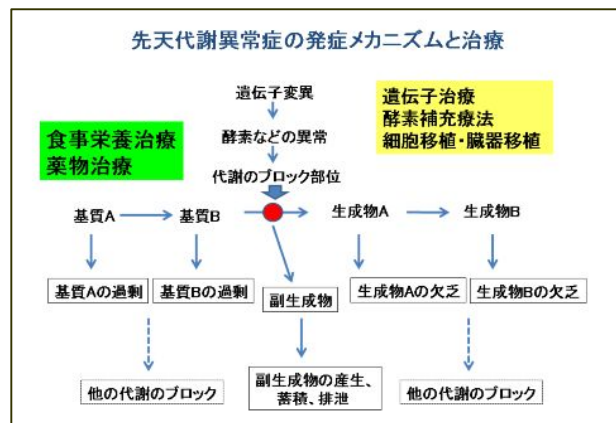 先天代謝異常症の発症メカニズムと治療
遺伝子変異
酵素などの異常
代謝のブロック部位
食事栄養治療
薬物治療
遺伝子治療
酵素補充療法
細胞移植・臓器移植
基質A
基質B
生成物A
生成物B
基質Aの過剰
基質Bの過剰
副生成物
生成物Aの欠乏
生成物Bの欠乏
他の代謝のブロック
副生成物の産生、
蓄積、排泄
他の代謝のブロック